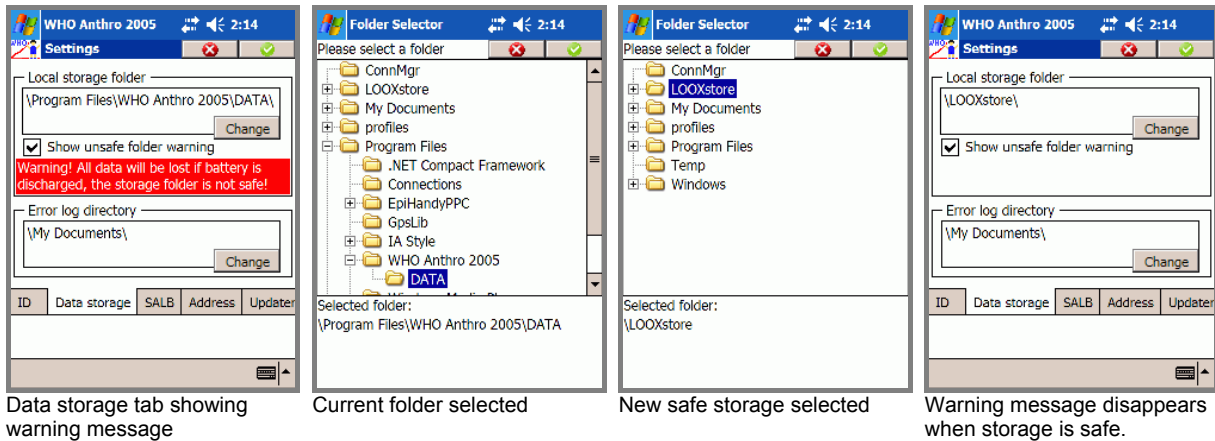 WHO Anthro 2005 2:14
WHO Settings
Local storage folder
\Program Files\WHO Anthro 2005\DATA\
Change
Show unsafe folder warning
Warning! All data will be lost if battery is
discharged, the storage folder is not safe!
Error log directory
\My Documents\
Change
ID Data storage SALB Address Updater
Data storage tab showing
warning message
Folder Selector 2:14
Please select a folder
ConnMgr
LOOXstore
My Documents
profiles
Program Files
.NET Compact Framework
Connections
EpiHandyPPC
GpsLib
IA Style
WHO Anthro 2005
DATA
Selected folder:
\Program Files\WHO Anthro 2005\DATA
Current folder selected
Folder Selector 2:14
Please select a folder
ConnMgr
LOOXstore
My Documents
profiles
Program Files
Temp
Windows
Selected folder:
\LOOXstore
New safe storage selected
WHO Anthro 2005 2:14
WHO Settings
Local storage folder
\LOOXstore\
Change
Show unsafe folder warning
Error log directory
\My Documents\
Change
ID Data storage SALB Address Updater
Warning message disappears
when storage is safe.